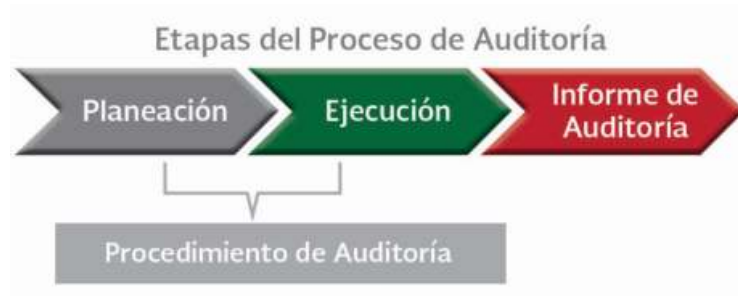 Etapas del Proceso de Auditoría
Planeación
Ejecución
Informe de
Auditoría
Procedimiento de Auditoría